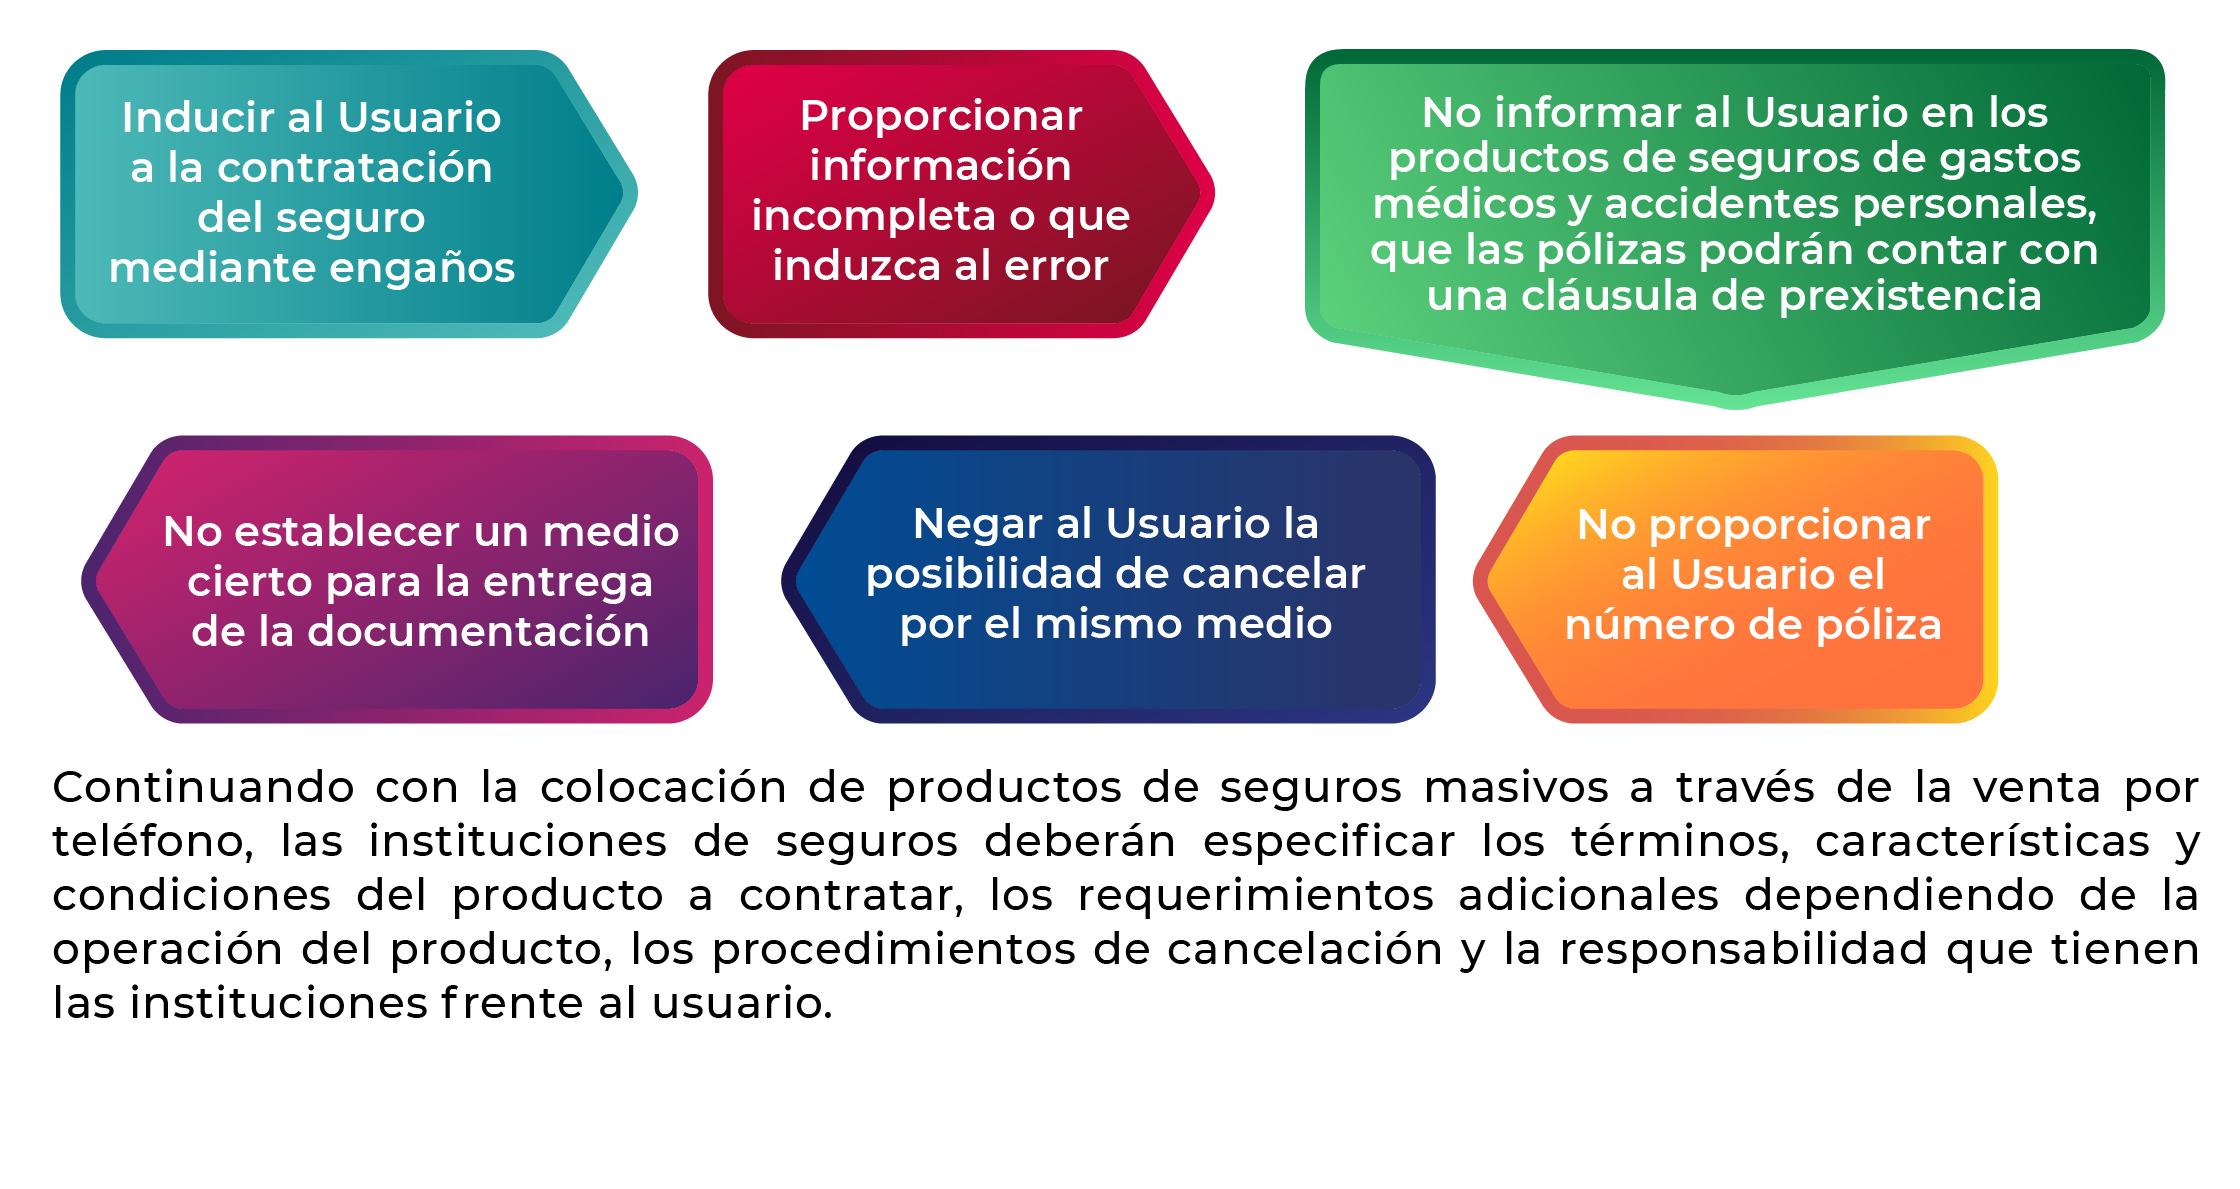 Inducir al Usuario
a la contratación
del seguro
mediante engaños
Proporcionar
información
incompleta o que
induzca al error
No informar al Usuario en los
productos de seguros de gastos
médicos y accidentes personales,
que las pólizas podrán contar con
una cláusula de prexistencia
No proporcionar
al Usuario el
número de póliza
Negar al Usuario la
posibilidad de cancelar
por el mismo medio
No establecer un medio
cierto para la entrega
de la documentación
Continuando con la colocación de productos de seguros masivos a través de la venta por
teléfono, las instituciones de seguros deberán especificar los términos, características y
condiciones del producto a contratar, los requerimientos adicionales dependiendo de la
operación del producto, los procedimientos de cancelación y la responsabilidad que tienen
las instituciones frente al usuario.